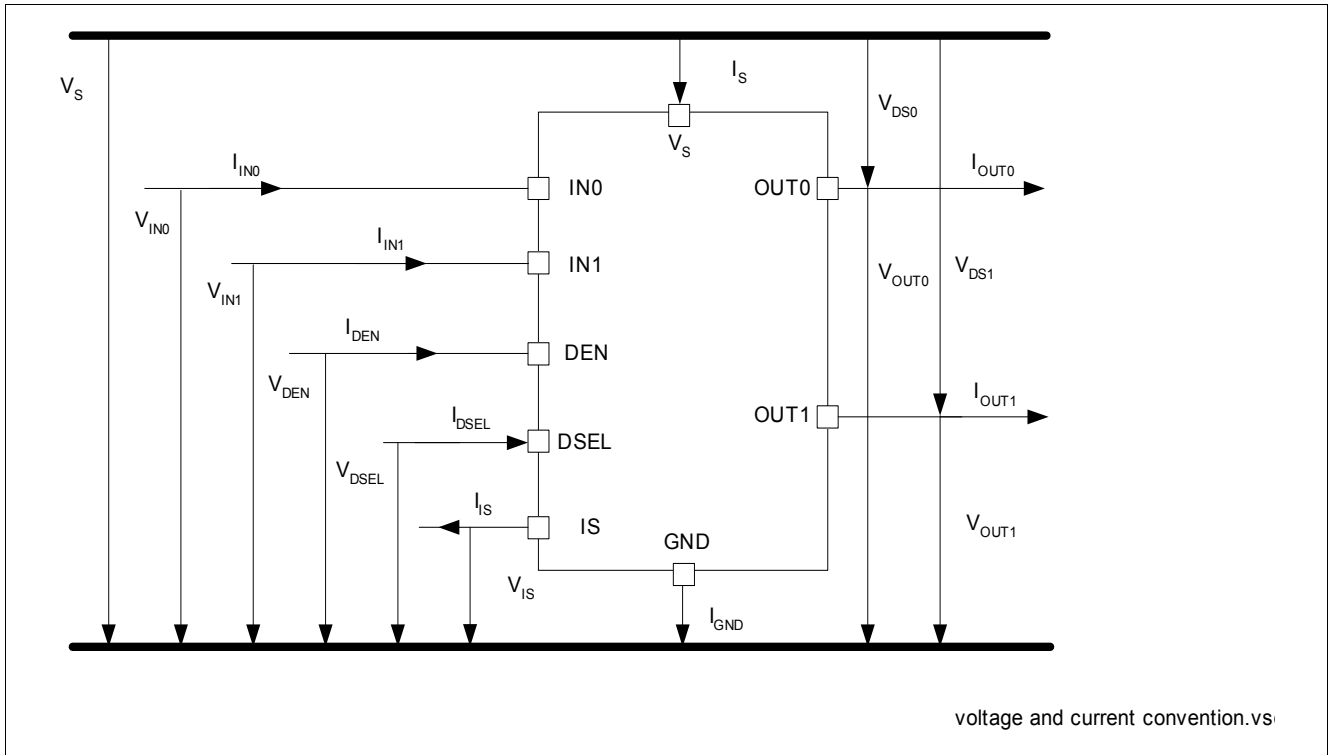 I_S
V_S
V_DS0
V_S
I_IN0
I_OUT0
IN0
OUT0
V_IN0
I_IN1
IN1
V_OUT0
V_DS1
V_IN1
I_DEN
DEN
V_DEN
I_OUT1
I_DSEL
OUT1
DSEL
V_DSEL
I_IS
IS
V_OUT1
GND
V_IS
I_GND
voltage and current convention.vs